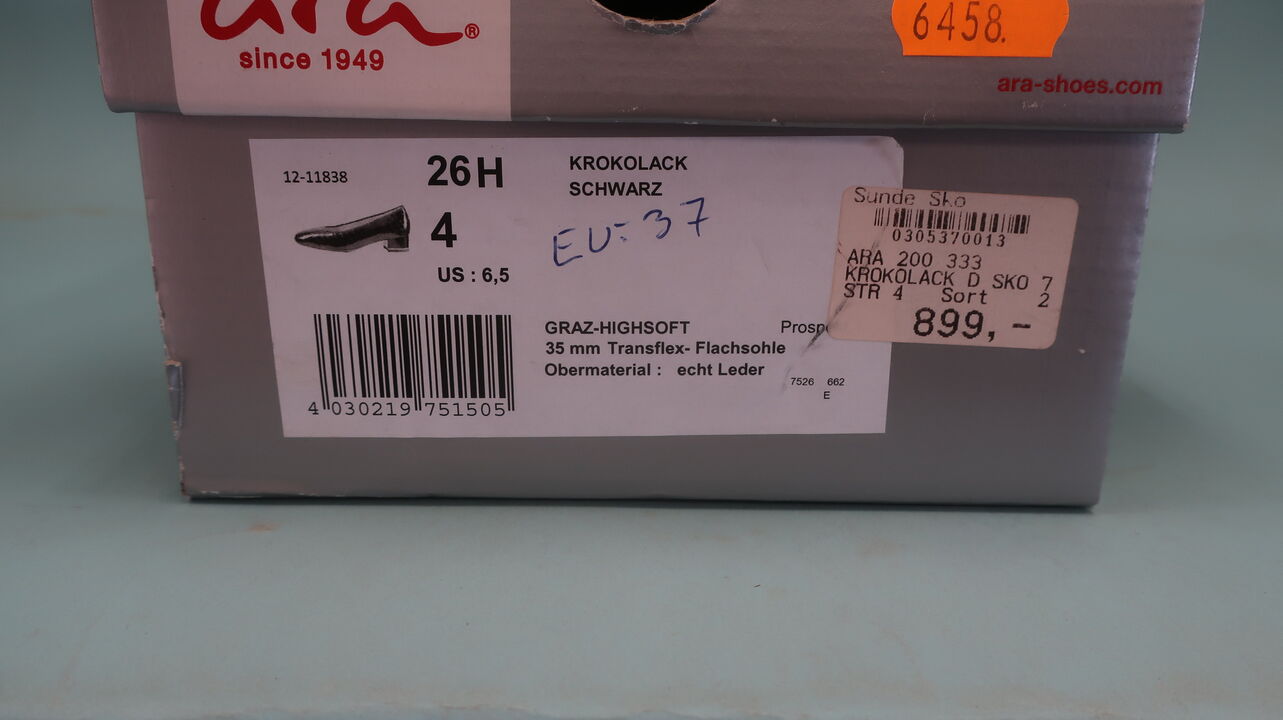 ara®
since 1949
6458.
ara-shoes.com
12-11838
26 H
4
US : 6,5
KROKOLACK
SCHWARZ
EU: 37
GRAZ-HIGHSOFT
35 mm Transflex- Flachsohle
Obermaterial : echt Leder
7526 662
E
4 030219 751505
Sunde Sko
0305370013
ARA 200 333
KROKOLACK D SKO 7
STR 4 Sort 2
899,-